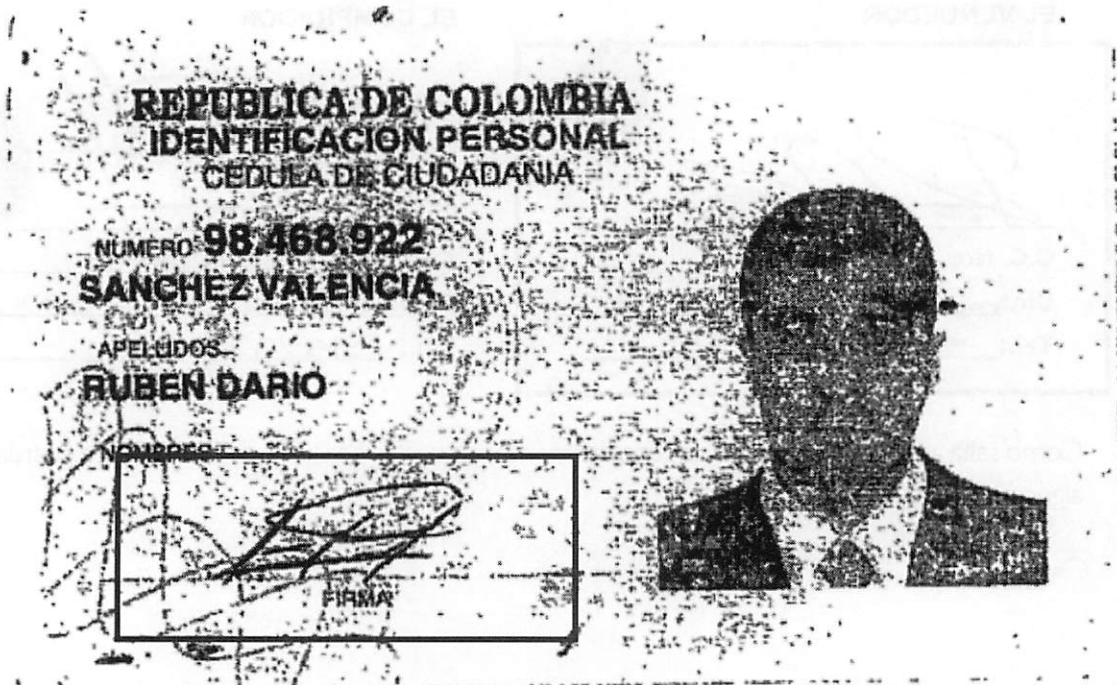 REPUBLICA DE COLOMBIA
IDENTIFICACION PERSONAL
CEDULA DE CIUDADANIA
NUMERO 98.468.922
SANCHEZ VALENCIA
APELLIDOS
RUBEN DARIO
NOMBRES
FIRMA